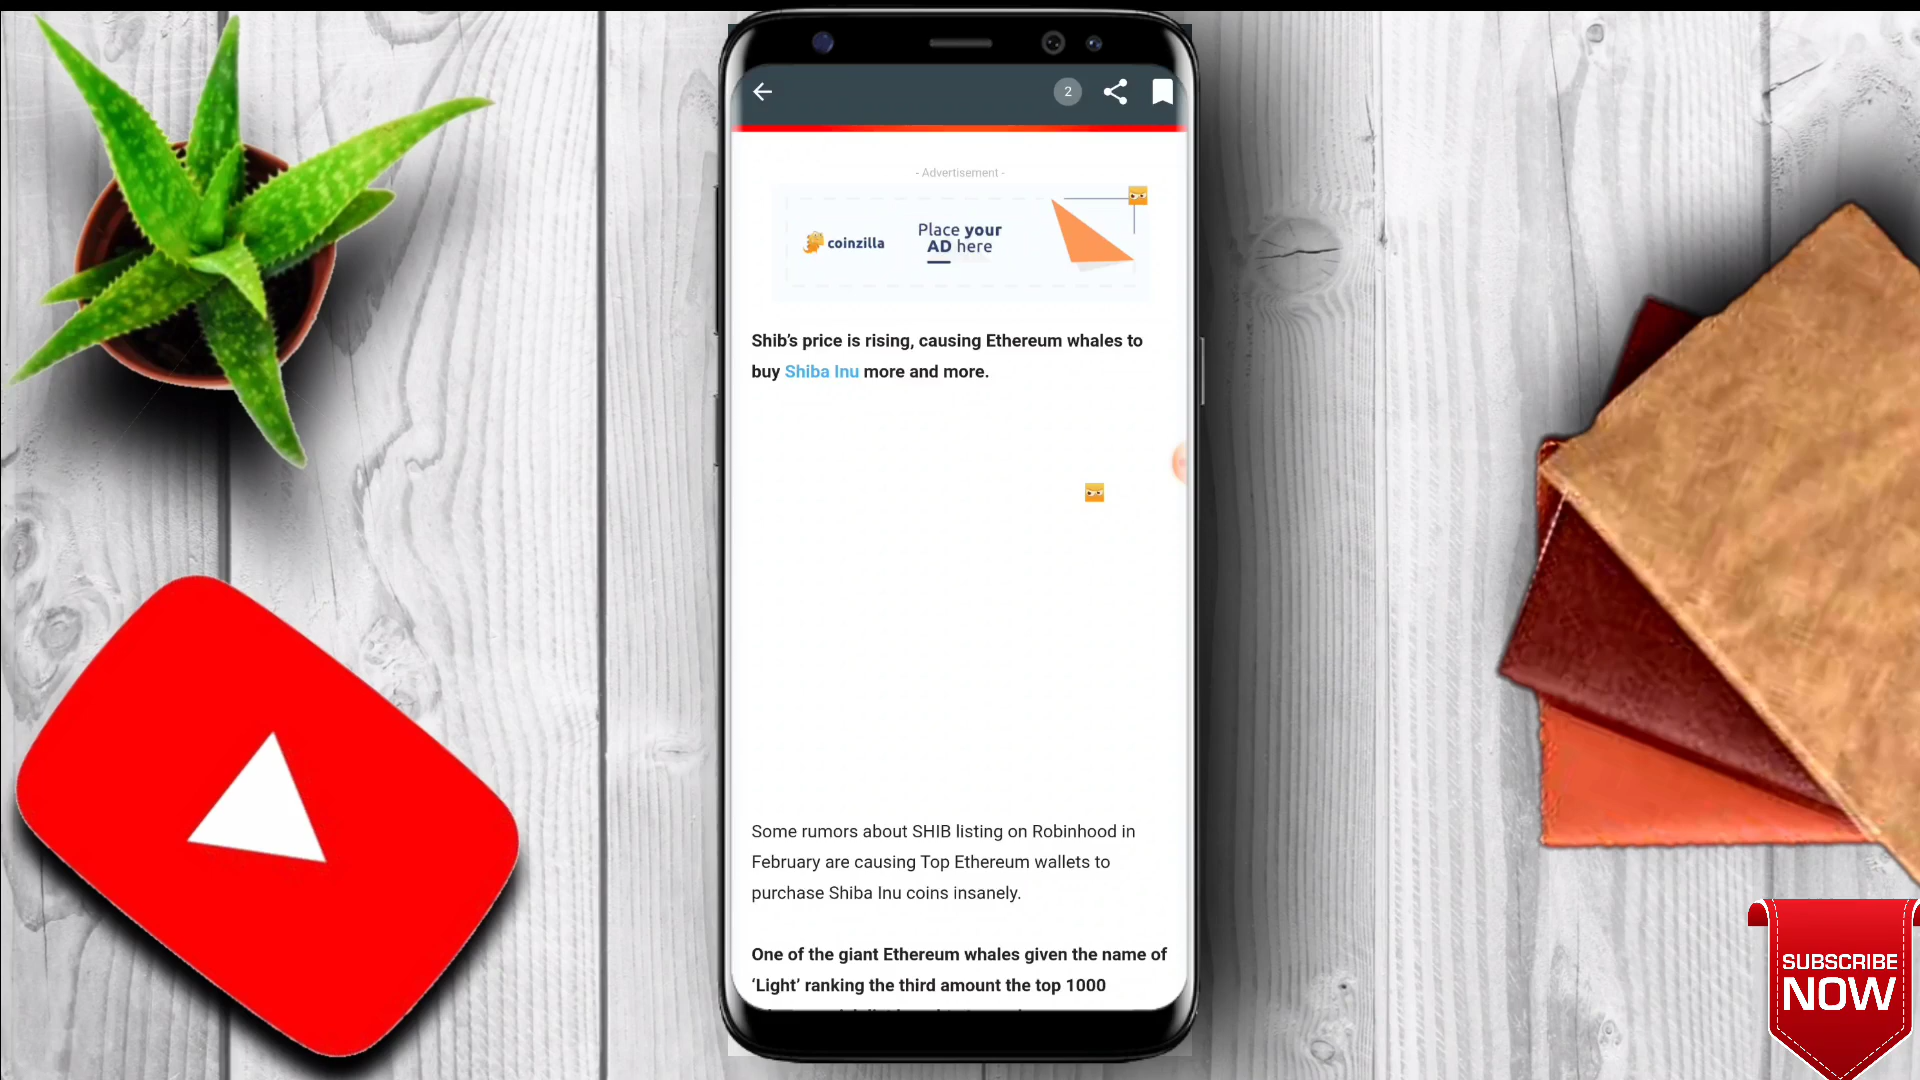 2
- Advertisement -
coinzilla
Place your
AD here
Shib’s price is rising, causing Ethereum whales to
buy Shiba Inu more and more.
Some rumors about SHIB listing on Robinhood in
February are causing Top Ethereum wallets to
purchase Shiba Inu coins insanely.
One of the giant Ethereum whales given the name of
‘Light’ ranking the third amount the top 1000
SUBSCRIBE
NOW